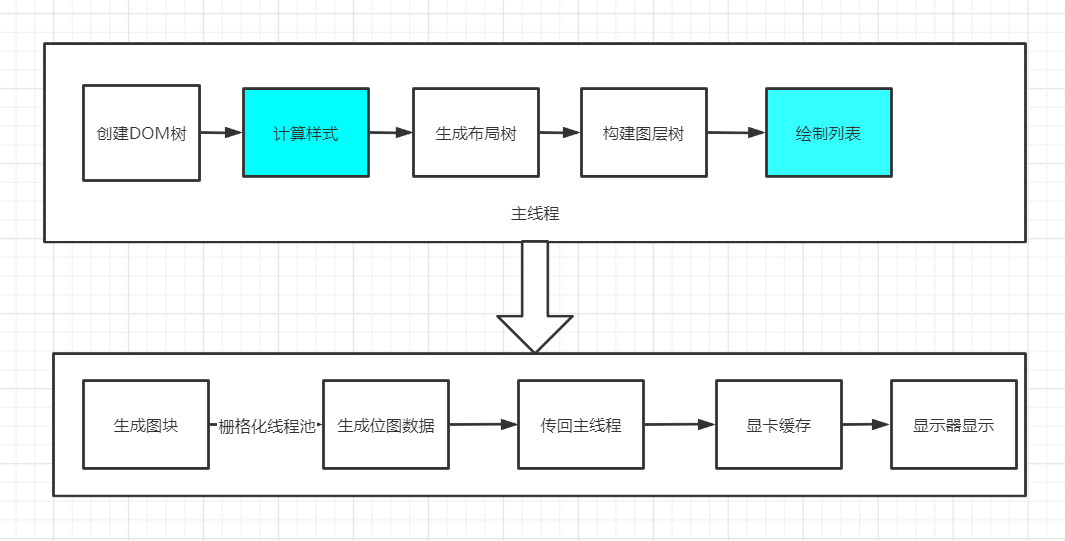 创建DOM树
计算样式
生成布局树
构建图层树
绘制列表
主线程
生成图块
栅格化线程池
生成位图数据
传回主线程
显卡缓存
显示器显示